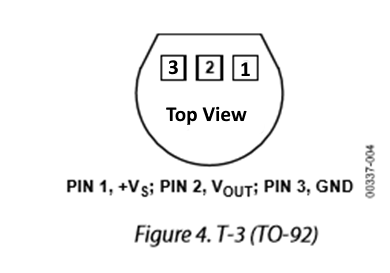 3 2 1
Top View
PIN 1, +VS; PIN 2, VOUT; PIN 3, GND
00337-004
Figure 4. T-3 (TO-92)